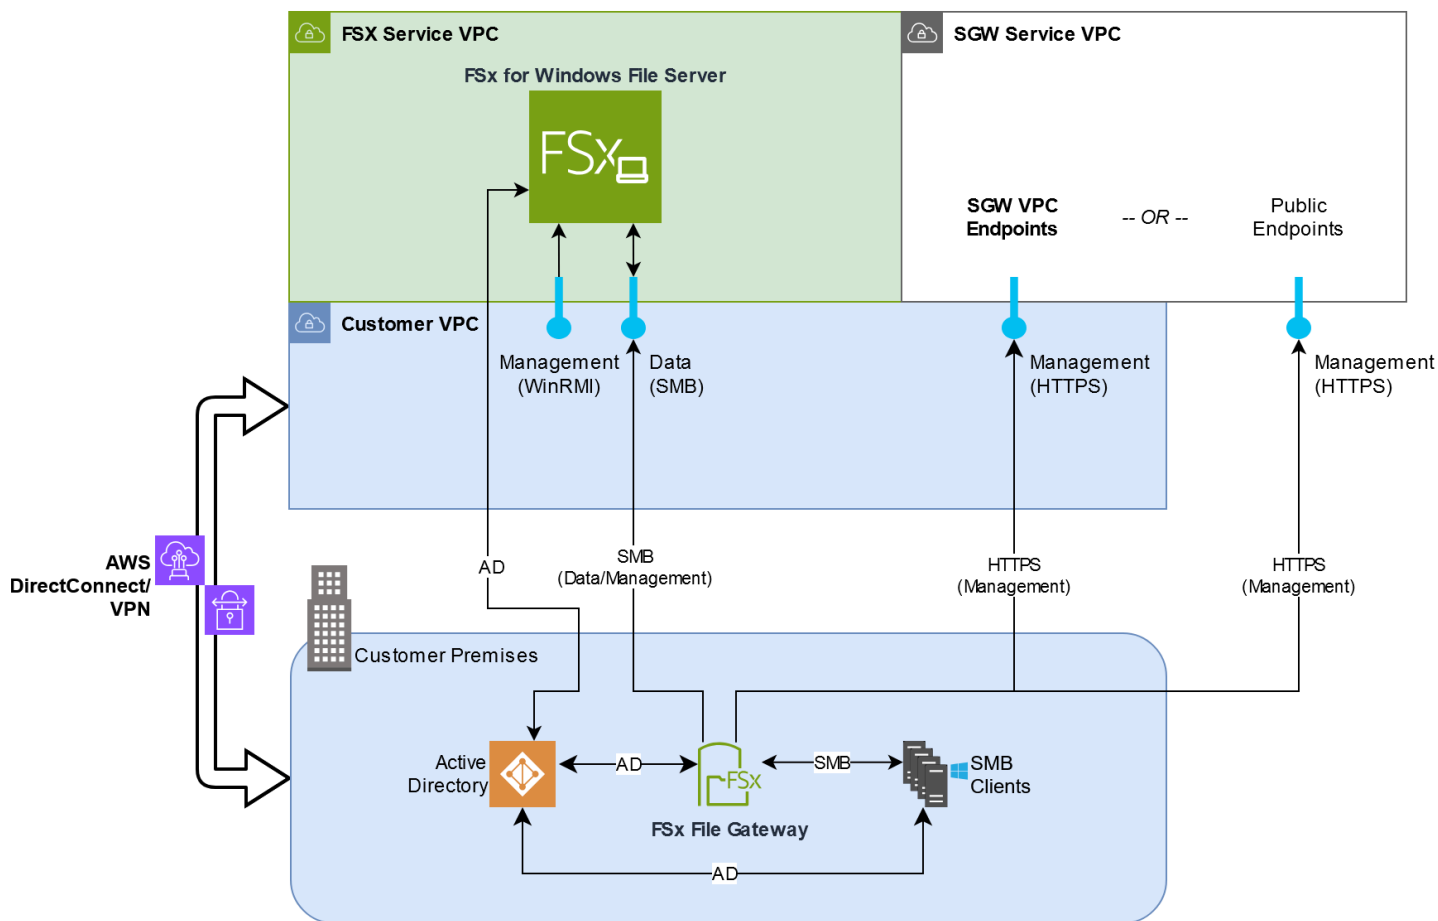 FSX Service VPC
SGW Service VPC
FSx for Windows File Server
FSx
SGW VPC
Endpoints
-- OR --
Public
Endpoints
Customer VPC
Management
(WinRMI)
Data
(SMB)
Management
(HTTPS)
Management
(HTTPS)
AWS
DirectConnect/
VPN
AD
SMB
(Data/Management)
HTTPS
(Management)
HTTPS
(Management)
Customer Premises
Active
Directory
AD
FSx
SMB
SMB
Clients
FSx File Gateway
AD